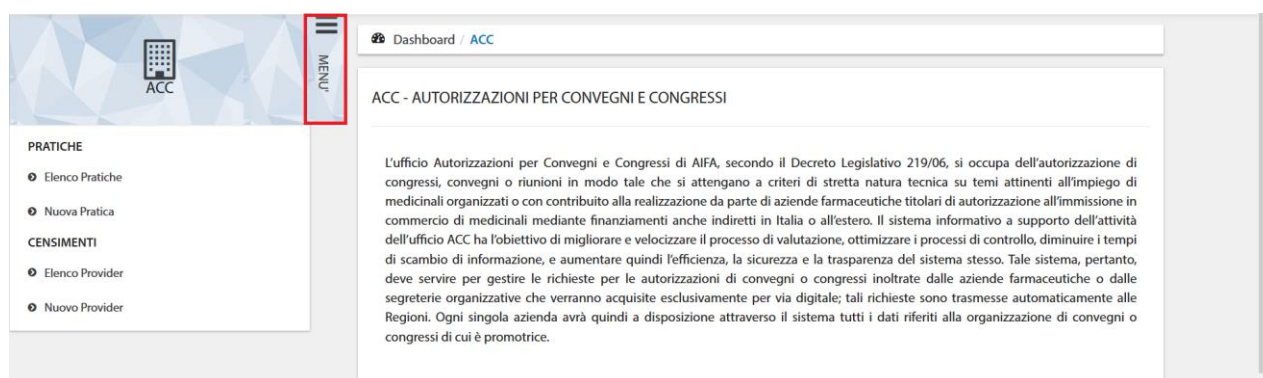 ACC
MENU'
PRATICHE
Elenco Pratiche
Nuova Pratica
CENSIMENTI
Elenco Provider
Nuovo Provider
Dashboard / ACC
ACC - AUTORIZZAZIONI PER CONVEGNI E CONGRESSI
L'ufficio Autorizzazioni per Convegni e Congressi di AIFA, secondo il Decreto Legislativo 219/06, si occupa dell'autorizzazione di
congressi, convegni o riunioni in modo tale che si attengano a criteri di stretta natura tecnica su temi attinenti all'impiego di
medicinali organizzati o con contribuito alla realizzazione da parte di aziende farmaceutiche titolari di autorizzazione all'immissione in
commercio di medicinali mediante finanziamenti anche indiretti in Italia o all'estero. Il sistema informativo a supporto dell'attività
dell'ufficio ACC ha l'obiettivo di migliorare e velocizzare il processo di valutazione, ottimizzare i processi di controllo, diminuire i tempi
di scambio di informazione, e aumentare quindi l'efficienza, la sicurezza e la trasparenza del sistema stesso. Tale sistema, pertanto,
deve servire per gestire le richieste per le autorizzazioni di convegni o congressi inoltrate dalle aziende farmaceutiche o dalle
segreterie organizzative che verranno acquisite esclusivamente per via digitale; tali richieste sono trasmesse automaticamente alle
Regioni. Ogni singola azienda avrà quindi a disposizione attraverso il sistema tutti i dati riferiti alla organizzazione di convegni o
congressi di cui è promotrice.